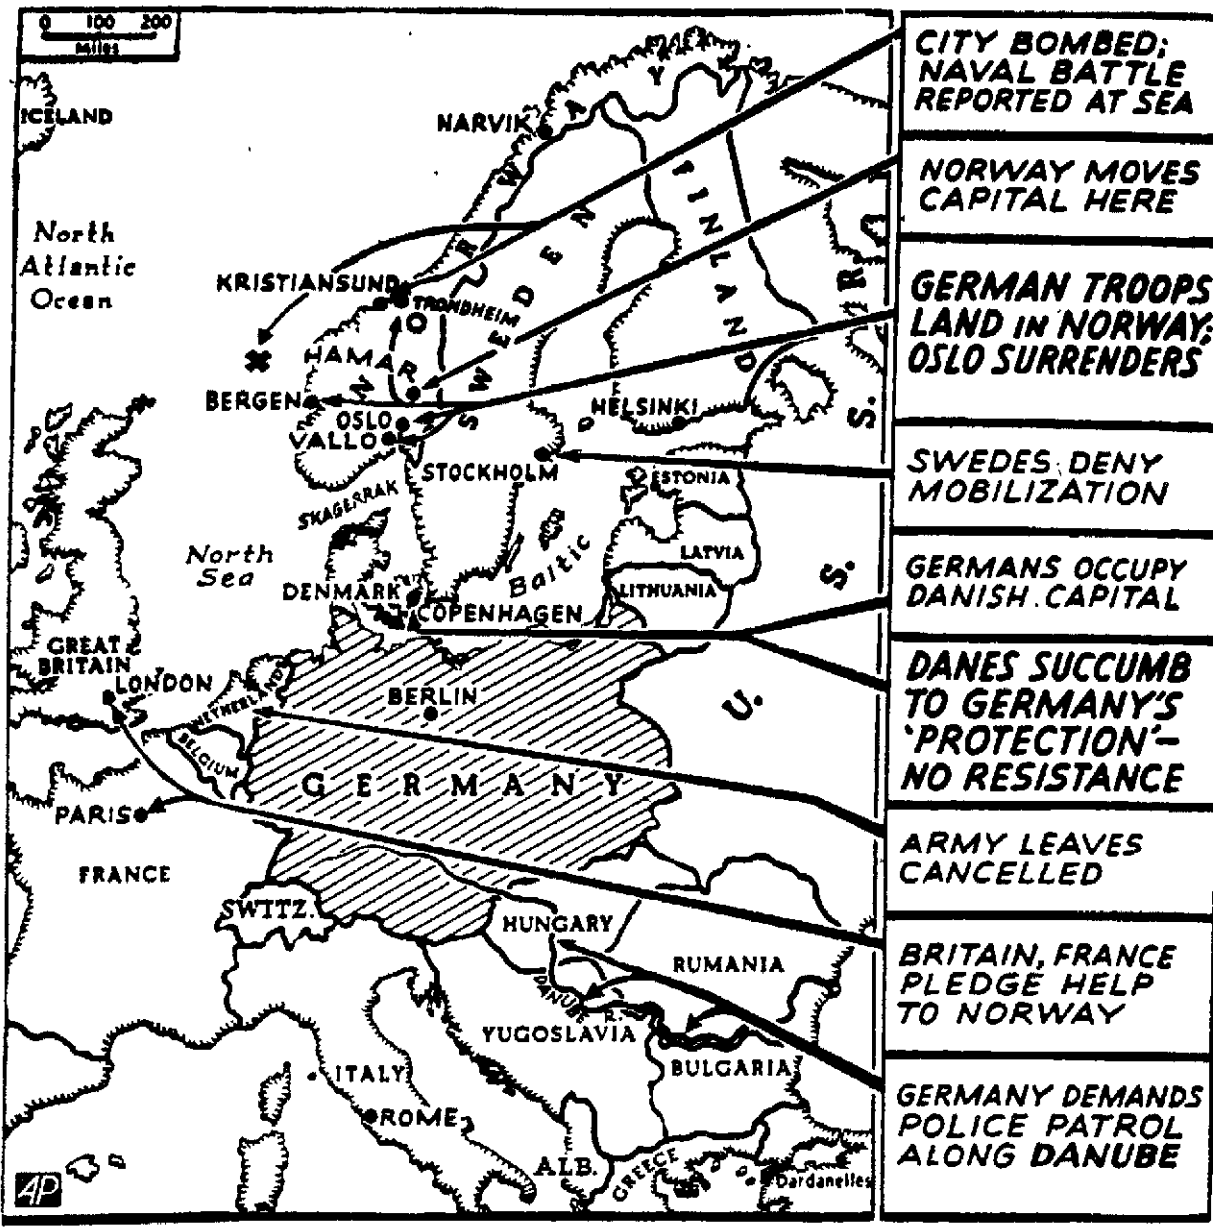 0 100 200
Miles
ICELAND
NARVIK
NORWAY
SWEDEN
FINLAND
North
Atlantic
Ocean
KRISTIANSUND
TRONDHEIM
HAMAR
BERGEN
OSLO
VALLO
HELSINKI
STOCKHOLM
ESTONIA
SKAGERRAK
North
Sea
Baltic
LATVIA
LITHUANIA
DENMARK
COPENHAGEN
U. S. S. R.
GREAT
BRITAIN
LONDON
NETHERLANDS
BELGIUM
BERLIN
GERMANY
PARIS
FRANCE
SWITZ.
HUNGARY
RUMANIA
DANUBE R.
YUGOSLAVIA
BULGARIA
ITALY
ROME
ALB.
GREECE
Dardanelles
AP
CITY BOMBED;
NAVAL BATTLE
REPORTED AT SEA
NORWAY MOVES
CAPITAL HERE
GERMAN TROOPS
LAND IN NORWAY;
OSLO SURRENDERS
SWEDES DENY
MOBILIZATION
GERMANS OCCUPY
DANISH CAPITAL
DANES SUCCUMB
TO GERMANY'S
'PROTECTION'—
NO RESISTANCE
ARMY LEAVES
CANCELLED
BRITAIN, FRANCE
PLEDGE HELP
TO NORWAY
GERMANY DEMANDS
POLICE PATROL
ALONG DANUBE